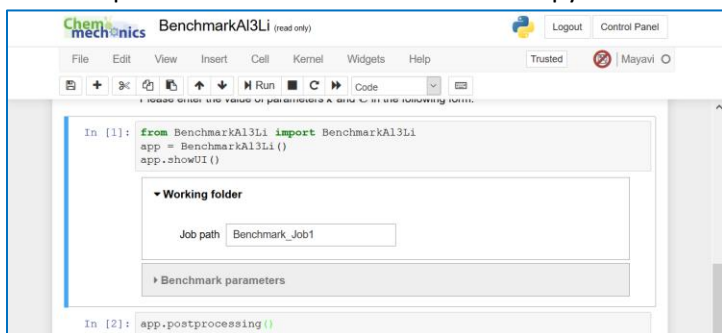 Chemomechonics BenchmarkAl3Li (read only) Logout Control Panel
File Edit View Insert Cell Kernel Widgets Help Trusted | Mayavi
Run Code
Please enter the value of parameters k and C in the following form:
In [1]: from BenchmarkAl3Li import BenchmarkAl3Li
app = BenchmarkAl3Li()
app.showUI()
Working folder
Job path Benchmark_Job1
Benchmark parameters
In [2]: app.postprocessing()